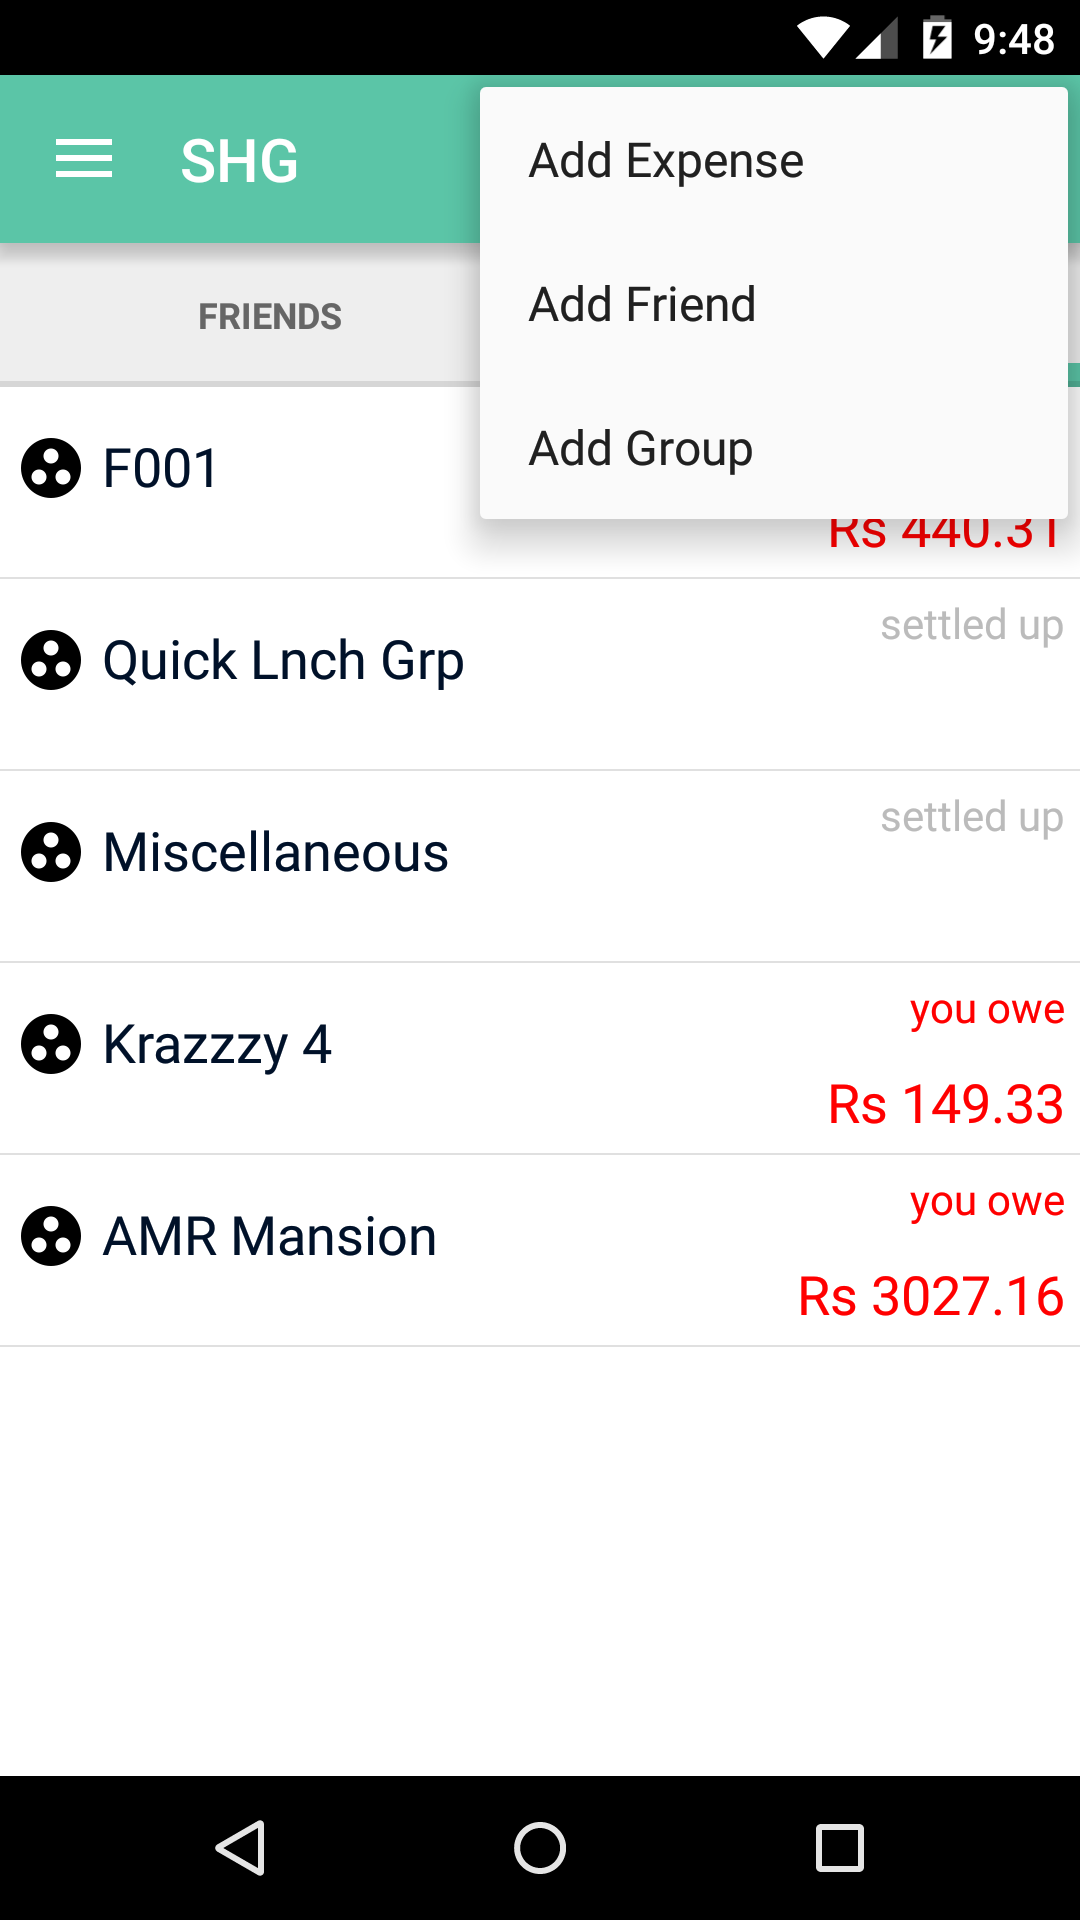 9:48
SHG
Add Expense
Add Friend
Add Group
FRIENDS
F001
Rs 440.31
Quick Lnch Grp
settled up
Miscellaneous
settled up
Krazzzy 4
you owe
Rs 149.33
AMR Mansion
you owe
Rs 3027.16